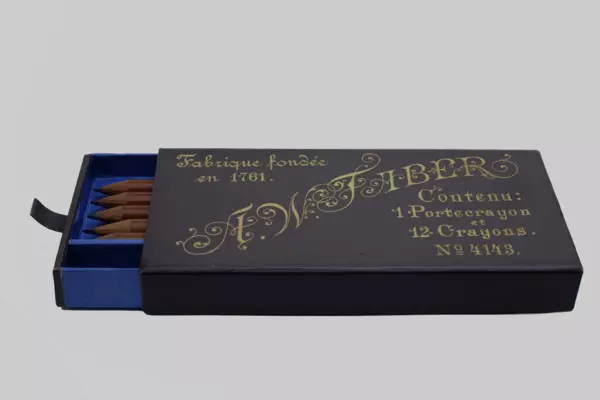 Fabrique fondée
en 1761.
A.W. FABER
Contenu:
1 Portecrayon
et
12 Crayons.
No 4143.